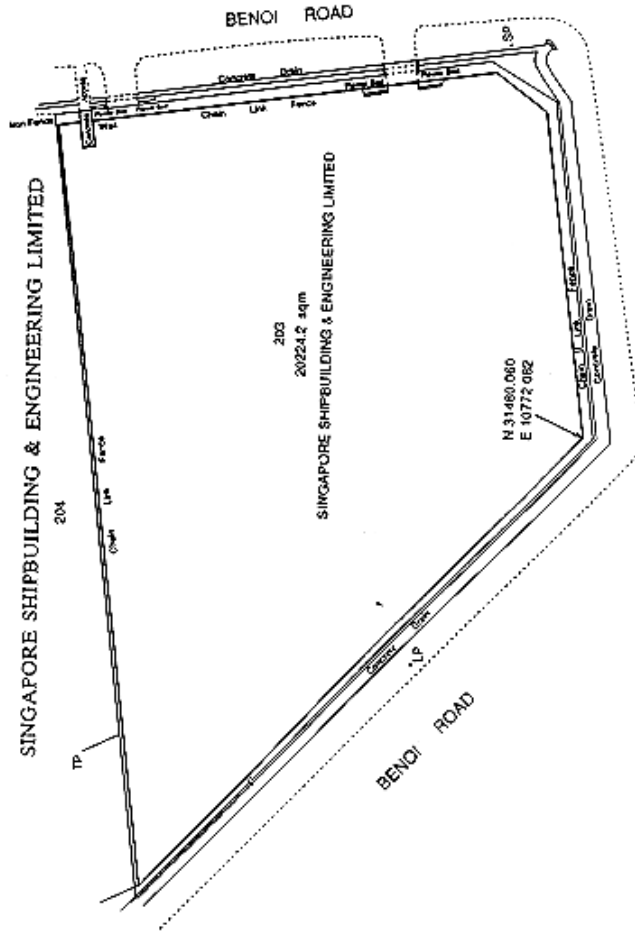 BENOI ROAD
SP
Concrete Drain
Iron Fence
Chain Link Fence
Wall
SINGAPORE SHIPBUILDING & ENGINEERING LIMITED
204
Chain Link Fence
203
20224.2 sqm
SINGAPORE SHIPBUILDING & ENGINEERING LIMITED
Chain Link Fence
Concrete Drain
N 31460.060
E 10772.062
TP
Concrete Drain
LP
BENOI ROAD